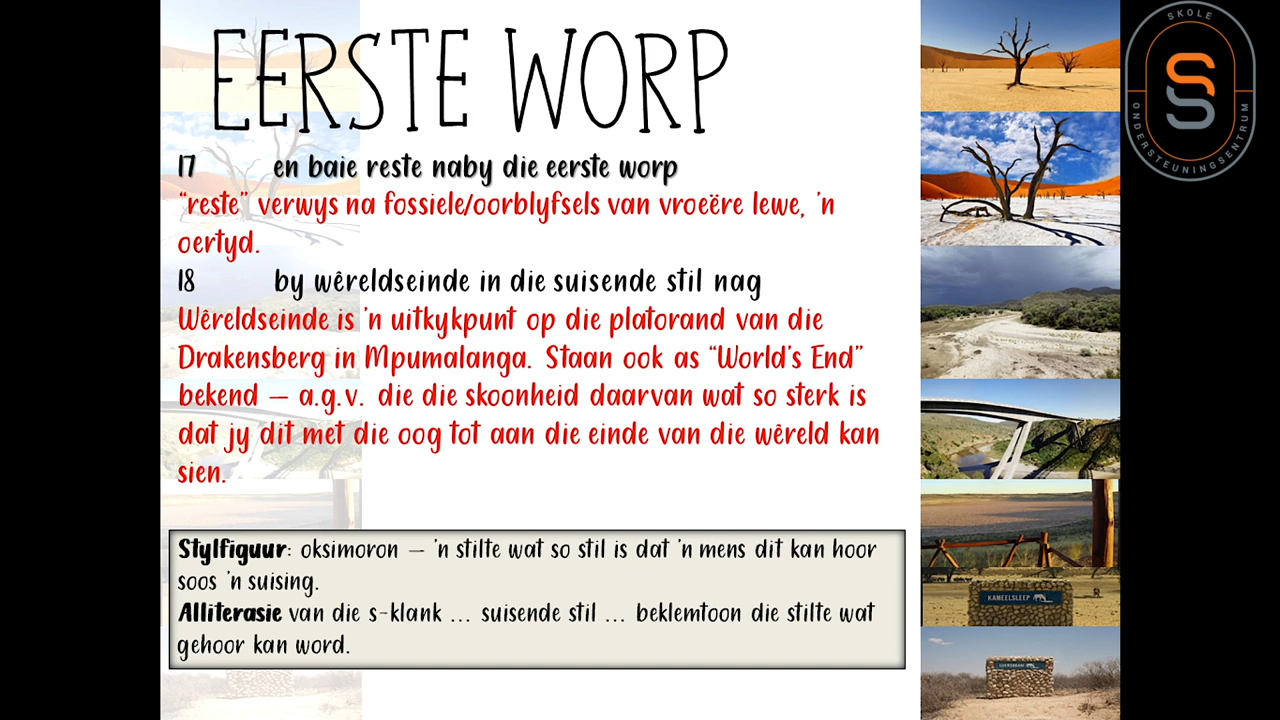 EERSTE WORP
17 en baie reste naby die eerste worp
“reste” verwys na fossiele/oorblyfsels van vroeëre lewe, ’n
oertyd.
18 by wêreldseinde in die suisende stil nag
Wêreldseinde is ’n uitkykpunt op die platorand van die
Drakensberg in Mpumalanga. Staan ook as “World’s End”
bekend – a.g.v. die die skoonheid daarvan wat so sterk is
dat jy dit met die oog tot aan die einde van die wêreld kan
sien.
Stylfiguur: oksimoron – ’n stilte wat so stil is dat ’n mens dit kan hoor
soos ’n suising.
Alliterasie van die s-klank ... suisende stil ... beklemtoon die stilte wat
gehoor kan word.
SKOLE
SS
ONDERSTEUNINGSENTRUM
KAMEELSLEEP